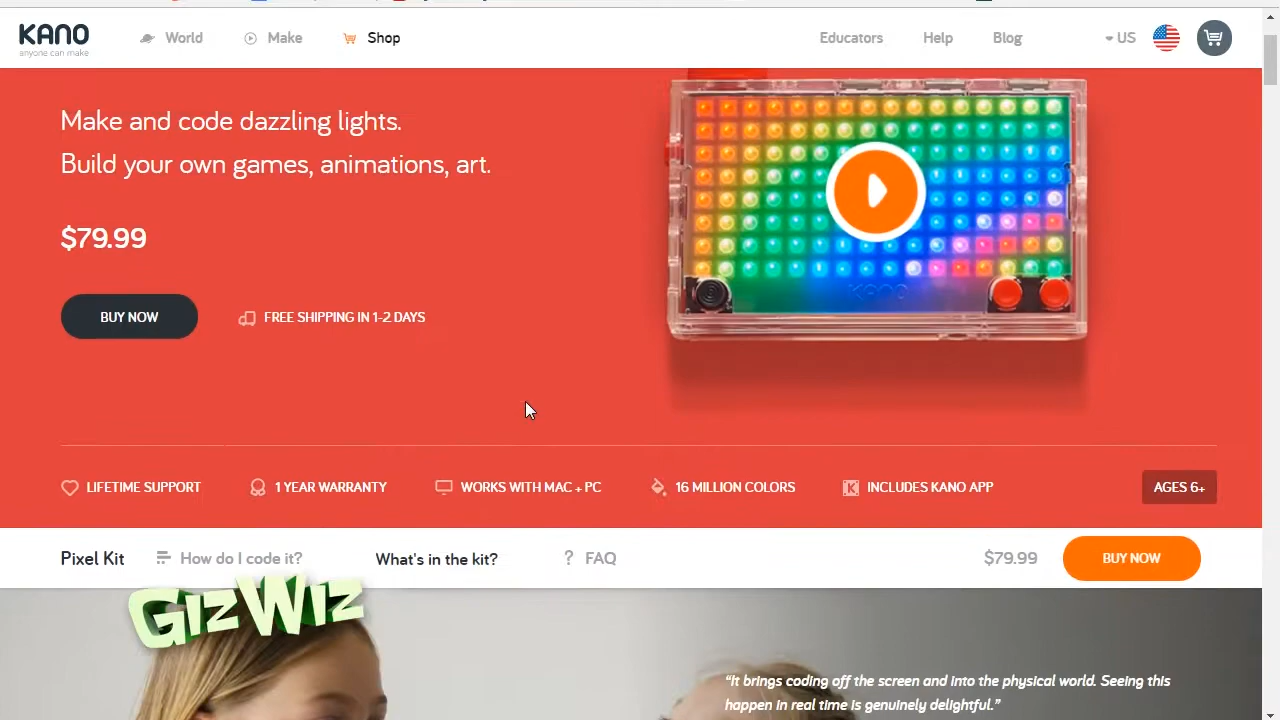 KANO
anyone can make
World
Make
Shop
Educators
Help
Blog
US
Make and code dazzling lights.
Build your own games, animations, art.
$79.99
BUY NOW
FREE SHIPPING IN 1-2 DAYS
KANO
LIFETIME SUPPORT
1 YEAR WARRANTY
WORKS WITH MAC + PC
16 MILLION COLORS
INCLUDES KANO APP
AGES 6+
Pixel Kit
How do I code it?
What's in the kit?
? FAQ
$79.99
BUY NOW
GIZWIZ
“It brings coding off the screen and into the physical world. Seeing this
happen in real time is genuinely delightful.”